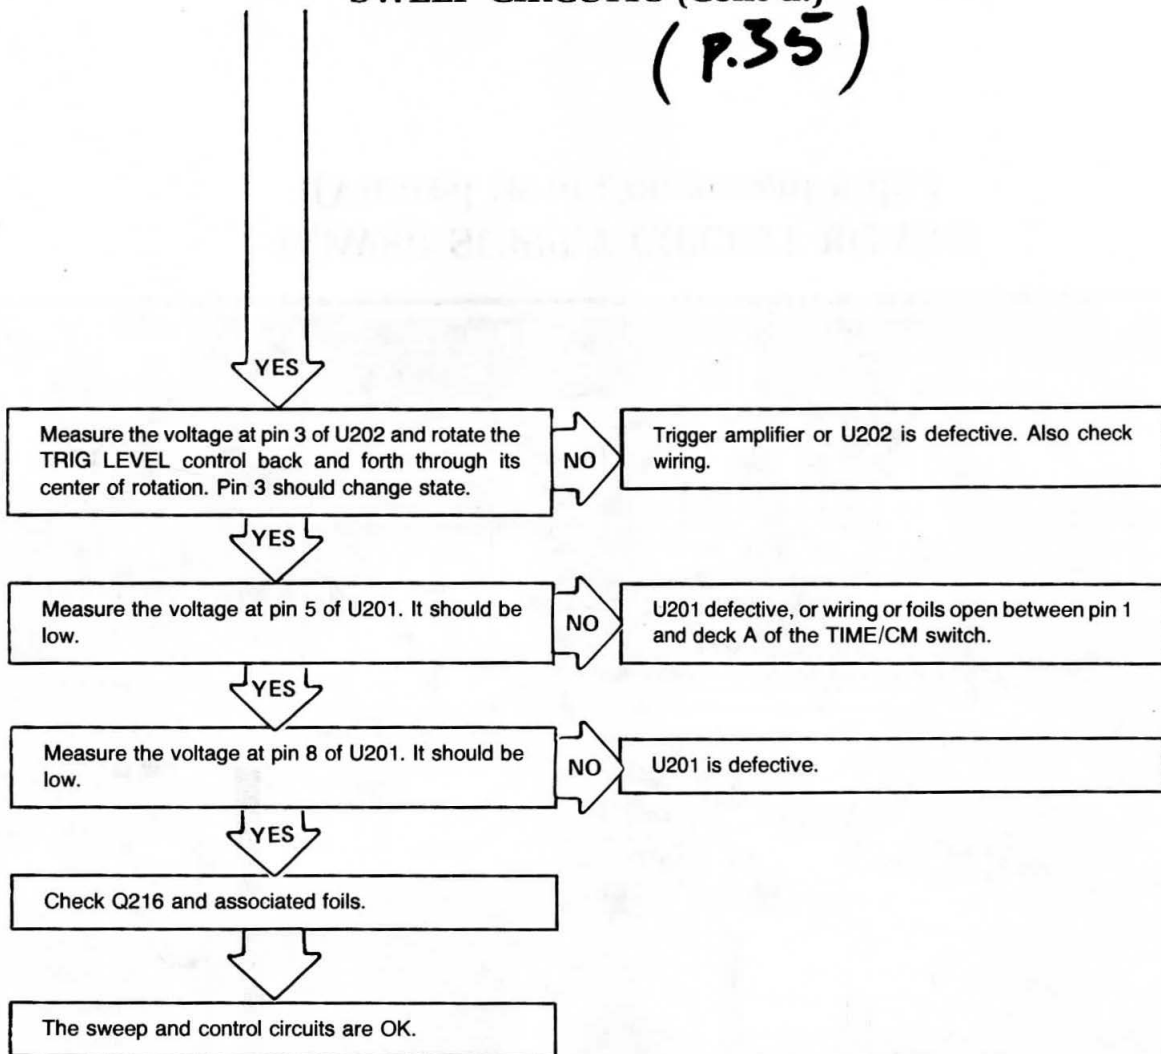 SWEEP CIRCUITS (Cont'd.)
(P.35)
YES
Measure the voltage at pin 3 of U202 and rotate the
TRIG LEVEL control back and forth through its
center of rotation. Pin 3 should change state.
NO
Trigger amplifier or U202 is defective. Also check
wiring.
YES
Measure the voltage at pin 5 of U201. It should be
low.
NO
U201 defective, or wiring or foils open between pin 1
and deck A of the TIME/CM switch.
YES
Measure the voltage at pin 8 of U201. It should be
low.
NO
U201 is defective.
YES
Check Q216 and associated foils.
The sweep and control circuits are OK.